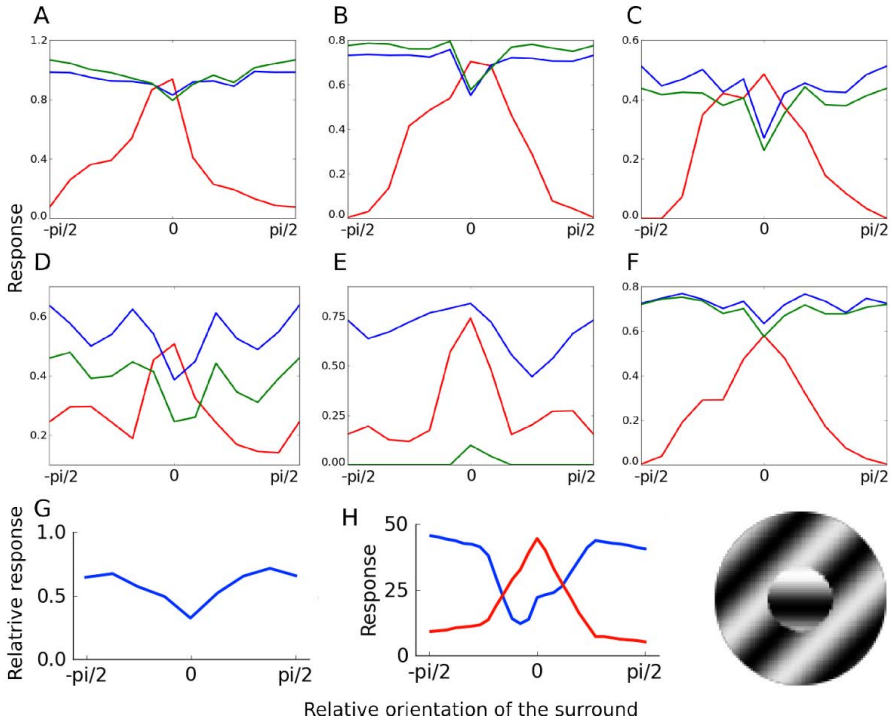 A B C
1.2 0.8 0.6
0.8 0.6 0.4
0.4 0.4 0.2
0.2
0.0 0.0 0.0
-pi/2 0 pi/2 -pi/2 0 pi/2 -pi/2 0 pi/2
Response
D E F
0.6 0.75 0.8
0.6
0.4 0.50 0.4
0.2 0.25 0.2
0.00 0.0
-pi/2 0 pi/2 -pi/2 0 pi/2 -pi/2 0 pi/2
G H
1.0 50
0.5 25
0.0 0
Relatrive response Response
-pi/2 0 pi/2 -pi/2 0 pi/2
Relative orientation of the surround